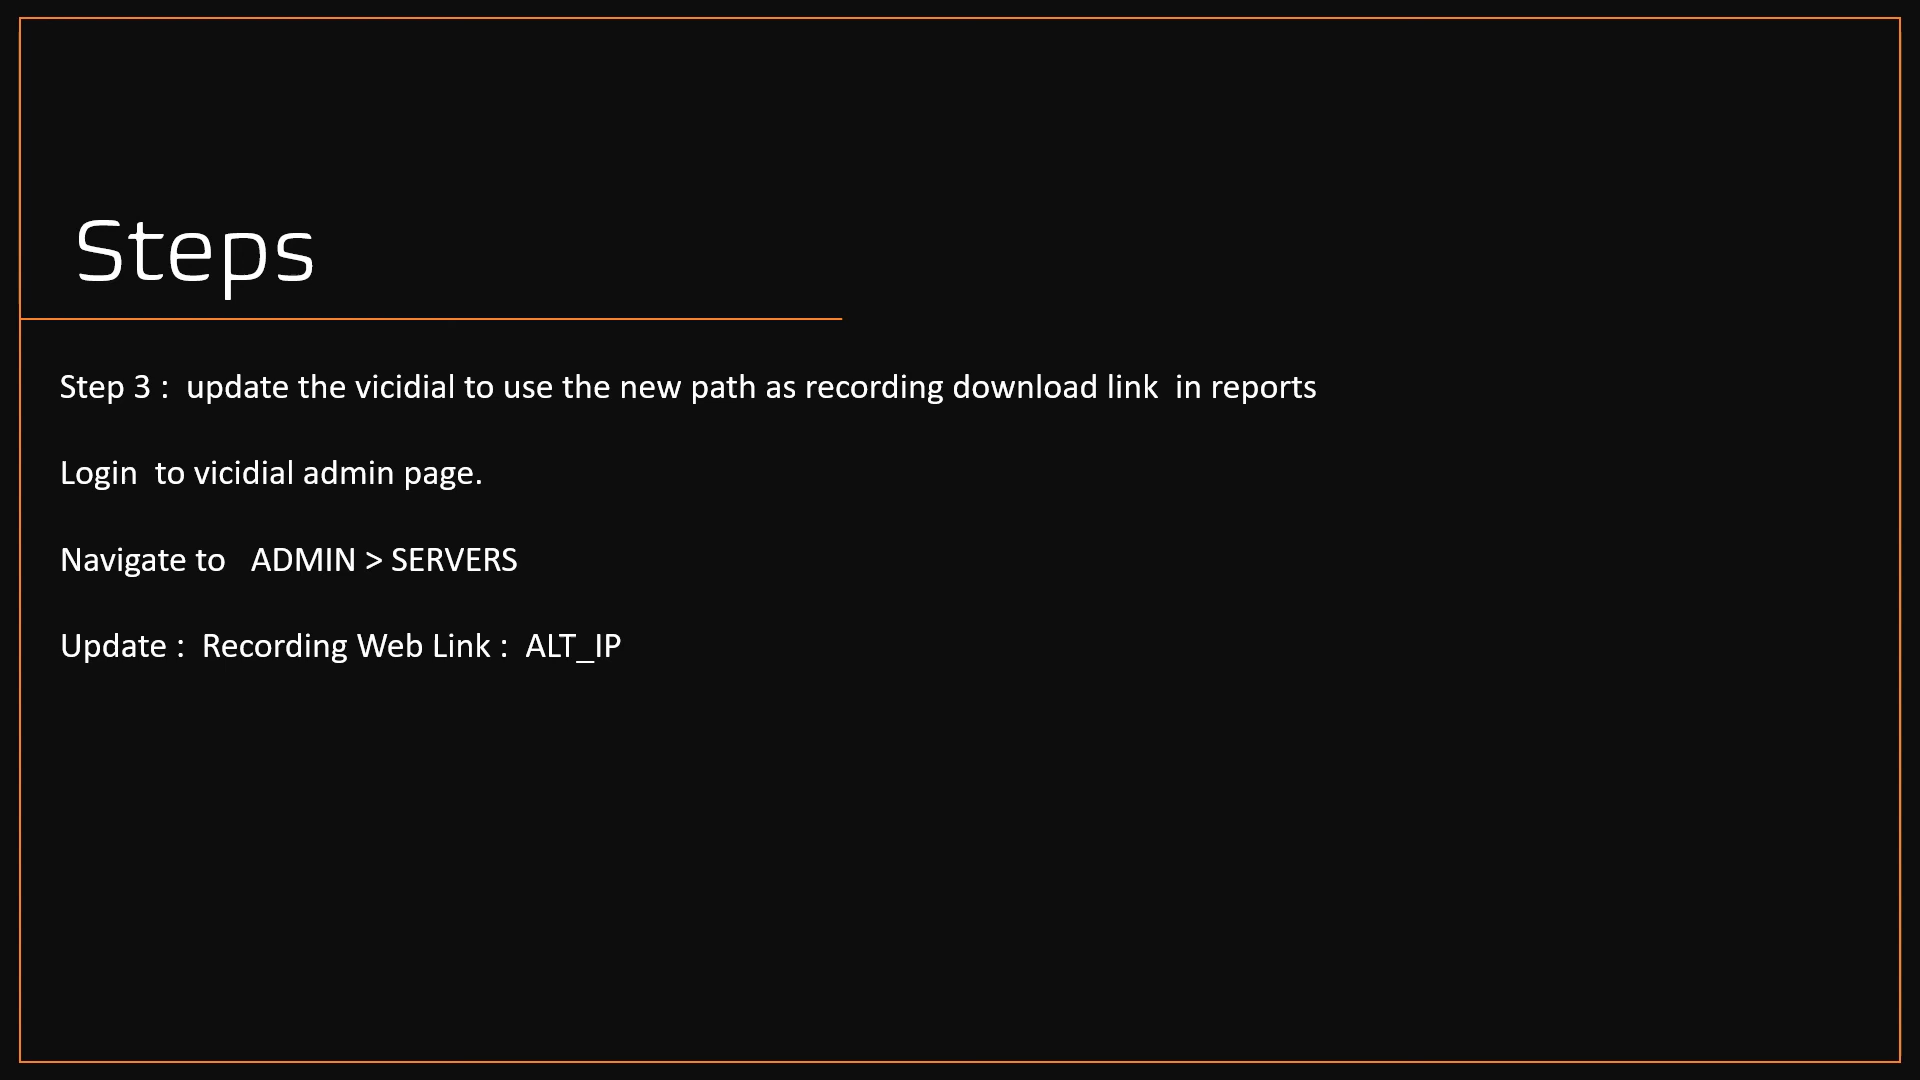 Steps
Step 3 :  update the vicidial to use the new path as recording download link  in reports
Login  to vicidial admin page.
Navigate to   ADMIN > SERVERS
Update :  Recording Web Link :  ALT_IP